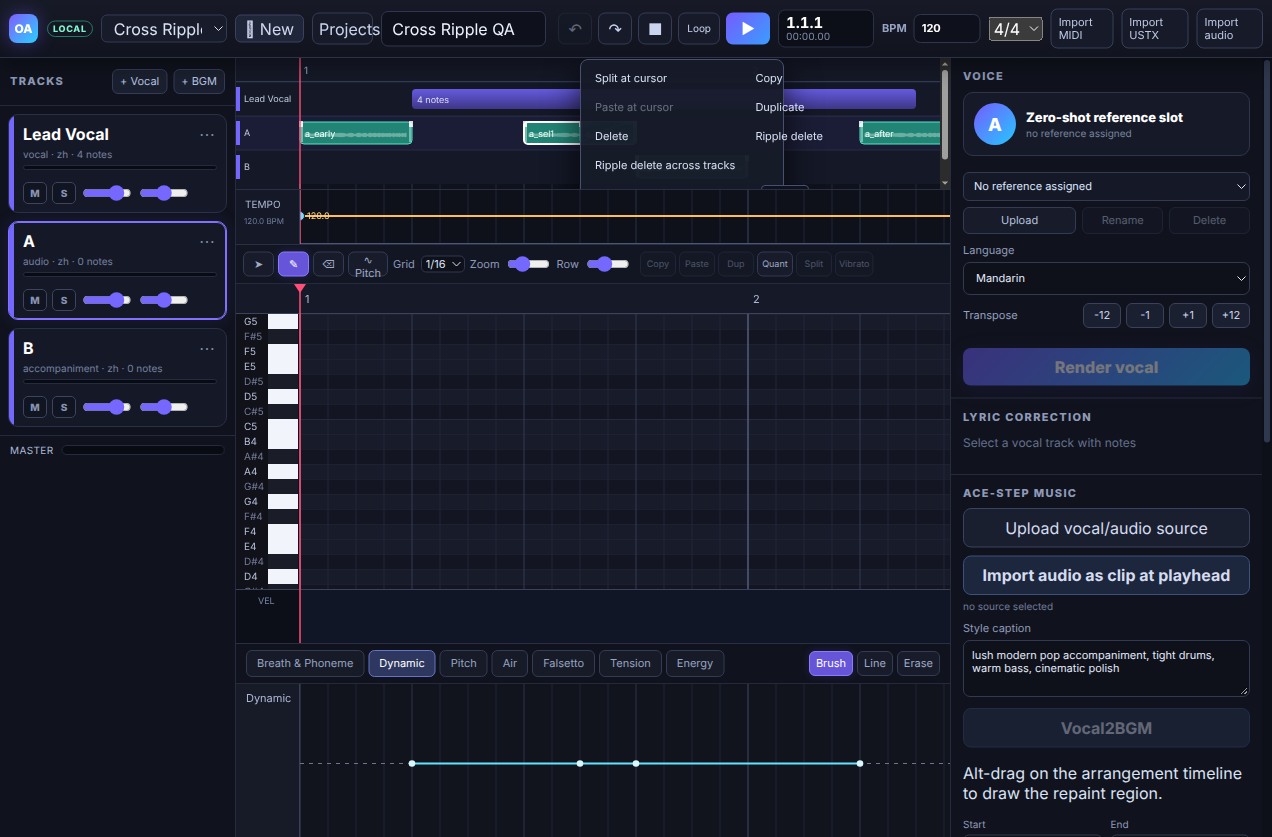 OA
LOCAL
Cross Ripple
New
Projects
Cross Ripple QA
Loop
1.1.1
00:00.00
BPM
120
4/4
Import MIDI
Import USTX
Import audio
TRACKS
+ Vocal
+ BGM
Lead Vocal
vocal · zh · 4 notes
M
S
A
audio · zh · 0 notes
M
S
B
accompaniment · zh · 0 notes
M
S
MASTER
1
Lead Vocal
4 notes
A
a_early
a_sel1
a_after
B
Split at cursor
Copy
Paste at cursor
Duplicate
Delete
Ripple delete
Ripple delete across tracks
TEMPO
120.0 BPM
120.0
Pitch
Grid
1/16
Zoom
Row
Copy
Paste
Dup
Quant
Split
Vibrato
1
2
G5
F#5
F5
E5
D#5
D5
C#5
C5
B4
A#4
A4
G#4
G4
F#4
F4
E4
D#4
D4
VEL
Breath & Phoneme
Dynamic
Pitch
Air
Falsetto
Tension
Energy
Brush
Line
Erase
Dynamic
VOICE
A
Zero-shot reference slot
no reference assigned
No reference assigned
Upload
Rename
Delete
Language
Mandarin
Transpose
-12
-1
+1
+12
Render vocal
LYRIC CORRECTION
Select a vocal track with notes
ACE-STEP MUSIC
Upload vocal/audio source
Import audio as clip at playhead
no source selected
Style caption
lush modern pop accompaniment, tight drums,
warm bass, cinematic polish
Vocal2BGM
Alt-drag on the arrangement timeline
to draw the repaint region.
Start
End